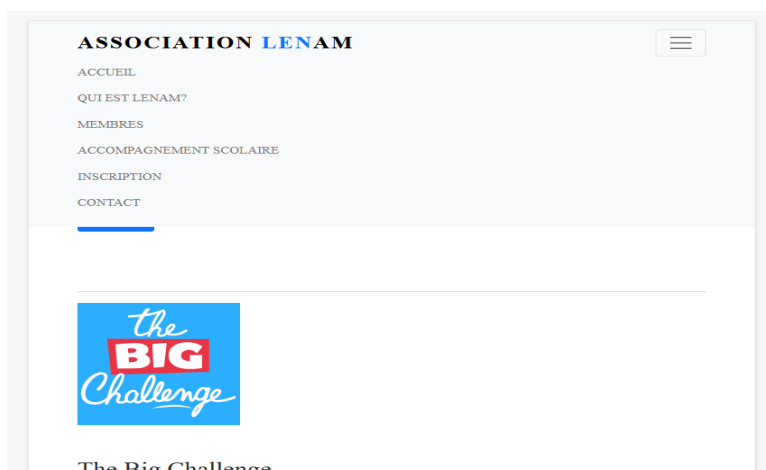 ASSOCIATION LENAM
ACCUEIL
QUI EST LENAM?
MEMBRES
ACCOMPAGNEMENT SCOLAIRE
INSCRIPTION
CONTACT
the
BIG
Challenge
The Big Challenge